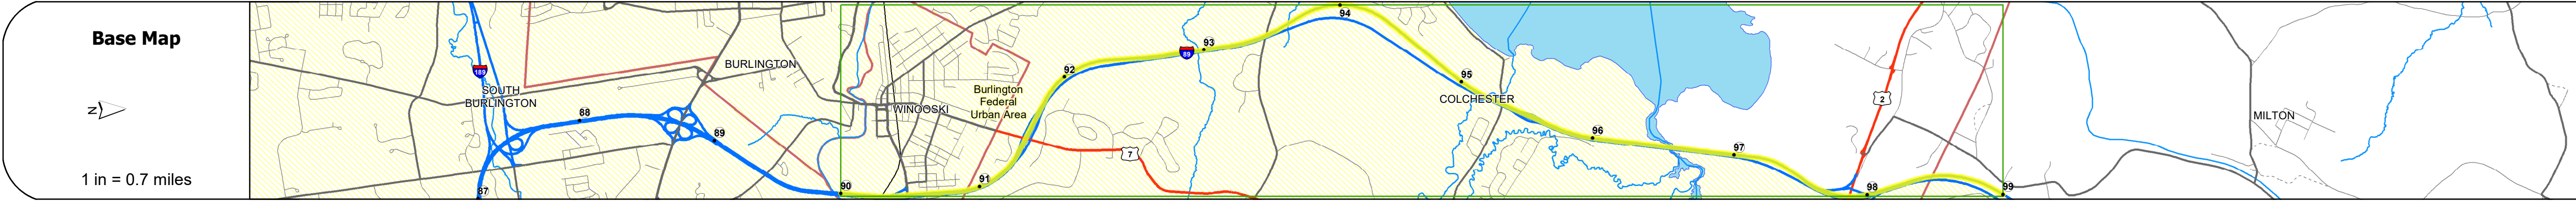 Base Map
N
1 in = 0.7 miles
189
SOUTH
BURLINGTON
87
88
89
BURLINGTON
90
WINOOSKI
91
Burlington
Federal
Urban Area
92
7
89
93
94
95
COLCHESTER
96
97
2
98
99
MILTON